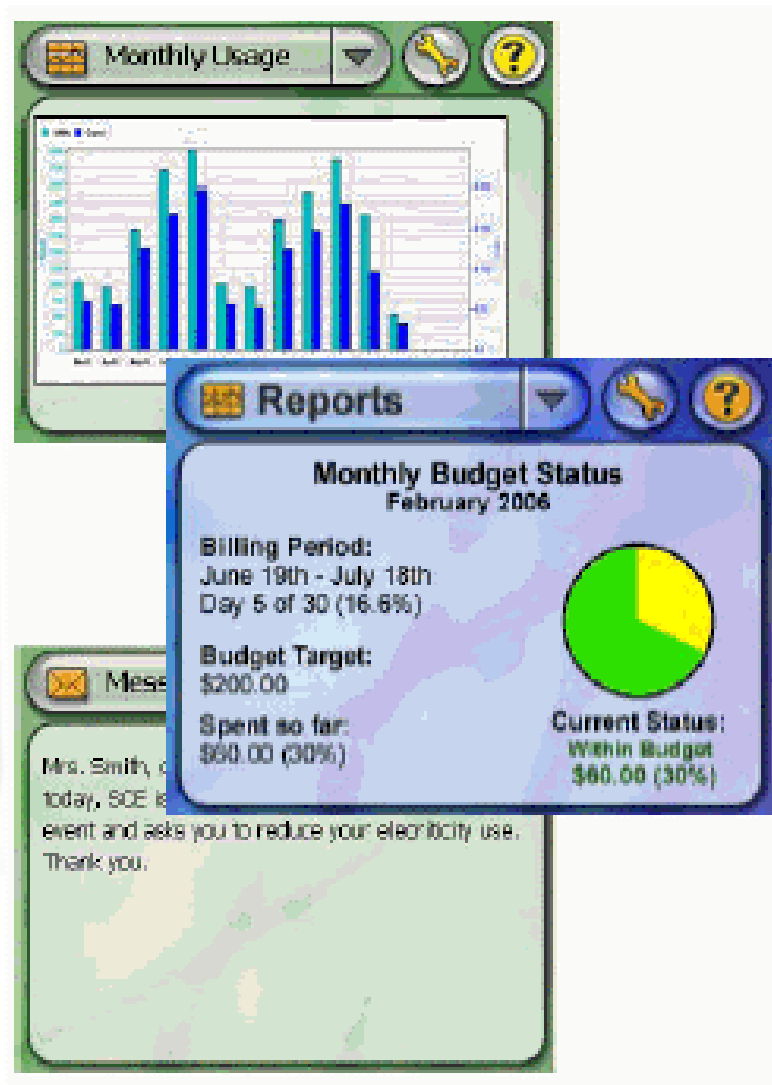 Monthly Usage
?
Reports
?
Monthly Budget Status
February 2006
Billing Period:
June 19th - July 18th
Day 5 of 30 (16.6%)
Budget Target:
$200.00
Spent so far:
$60.00 (30%)
Current Status:
Within Budget
$60.00 (30%)
Mess
Mrs. Smith,
today, SCE
event and asks you to reduce your elecriticity use.
Thank you.